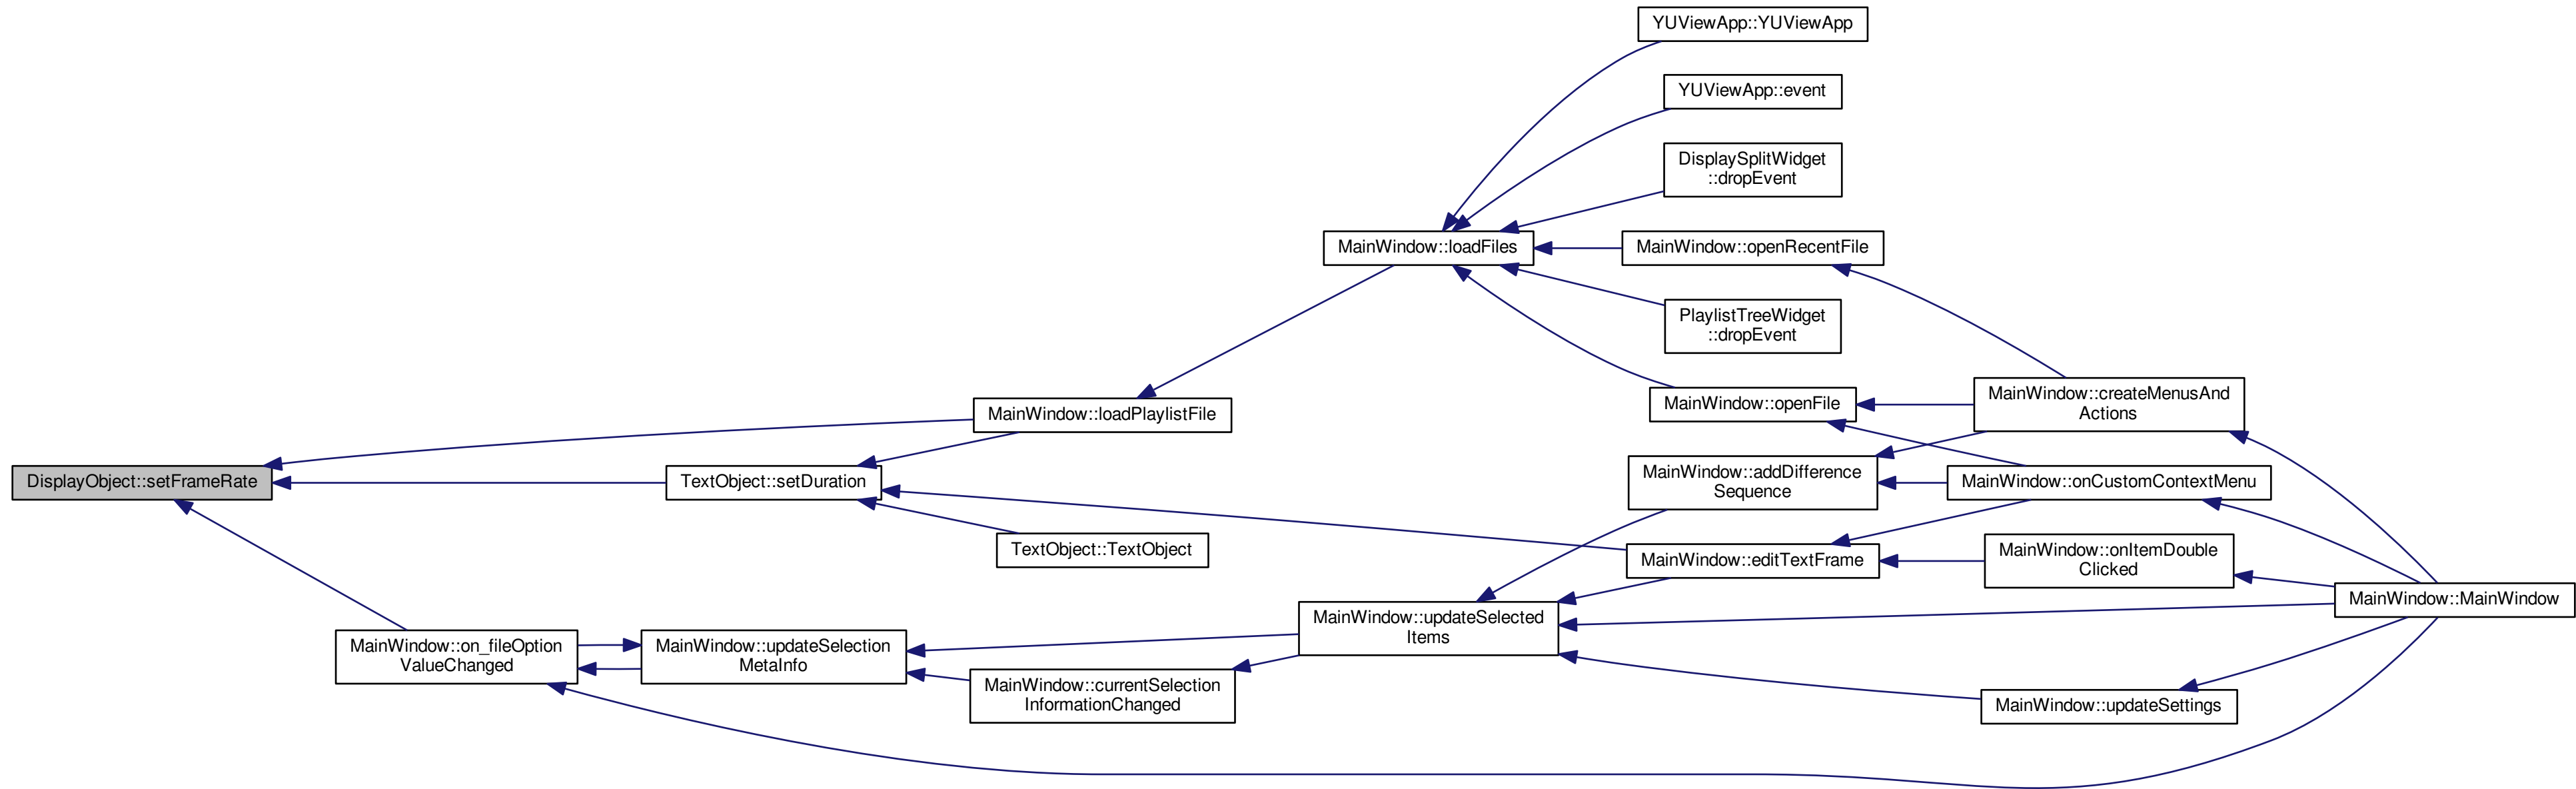 YUViewApp::YUViewApp
YUViewApp::event
DisplaySplitWidget
::dropEvent
MainWindow::loadFiles
MainWindow::openRecentFile
PlaylistTreeWidget
::dropEvent
MainWindow::openFile
MainWindow::createMenusAnd
Actions
MainWindow::loadPlaylistFile
DisplayObject::setFrameRate
TextObject::setDuration
MainWindow::addDifference
Sequence
MainWindow::onCustomContextMenu
TextObject::TextObject
MainWindow::editTextFrame
MainWindow::onItemDouble
Clicked
MainWindow::MainWindow
MainWindow::updateSelected
Items
MainWindow::on_fileOption
ValueChanged
MainWindow::updateSelection
MetaInfo
MainWindow::currentSelection
InformationChanged
MainWindow::updateSettings